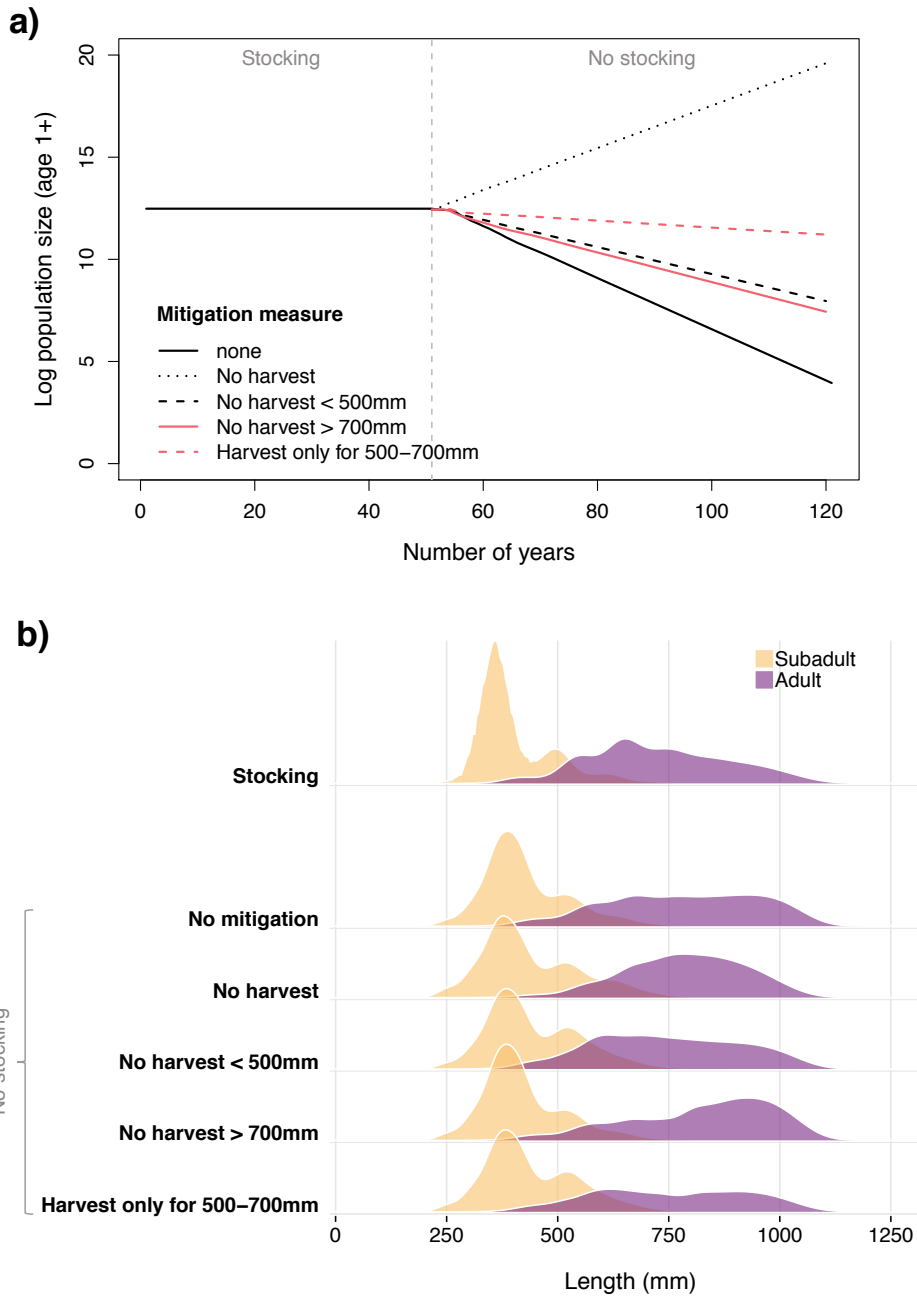 a)
Stocking
No stocking
Log population size (age 1+)
20
15
10
5
0
Mitigation measure
none
No harvest
No harvest < 500mm
No harvest > 700mm
Harvest only for 500–700mm
0
20
40
60
80
100
120
Number of years
b)
Subadult
Adult
Stocking
No mitigation
No harvest
No harvest < 500mm
No harvest > 700mm
Harvest only for 500–700mm
No stocking
0
250
500
750
1000
1250
Length (mm)